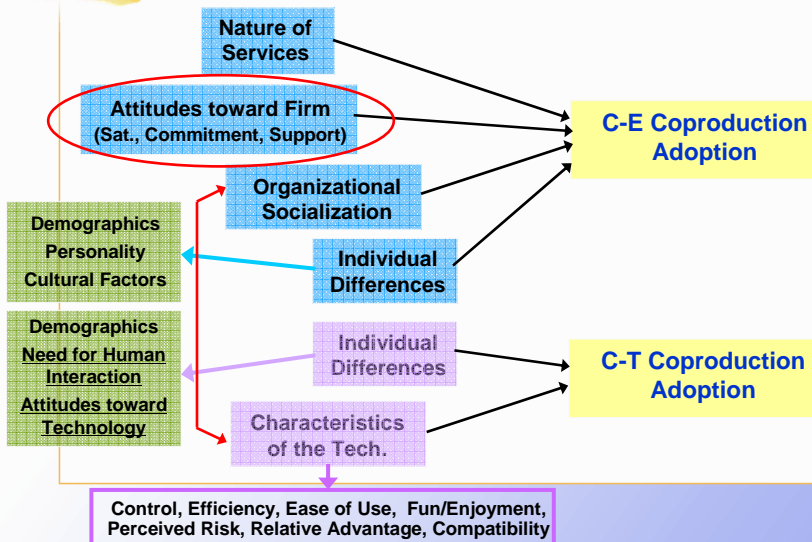 Nature of
Services
Attitudes toward Firm
(Sat., Commitment, Support)
C-E Coproduction
Adoption
Organizational
Socialization
Demographics
Personality
Cultural Factors
Individual
Differences
Demographics
Need for Human
Interaction
Attitudes toward
Technology
Individual
Differences
C-T Coproduction
Adoption
Characteristics
of the Tech.
Control, Efficiency, Ease of Use, Fun/Enjoyment,
Perceived Risk, Relative Advantage, Compatibility